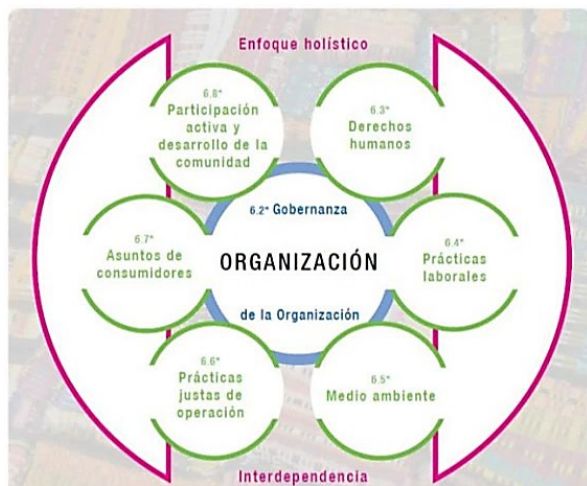 Enfoque holístico
6.8*
Participación
activa y
desarrollo de la
comunidad
6.3*
Derechos
humanos
6.2* Gobernanza
6.7*
Asuntos de
consumidores
ORGANIZACIÓN
6.4*
Prácticas
laborales
de la Organización
6.6*
Prácticas
justas de
operación
6.5*
Medio ambiente
Interdependencia